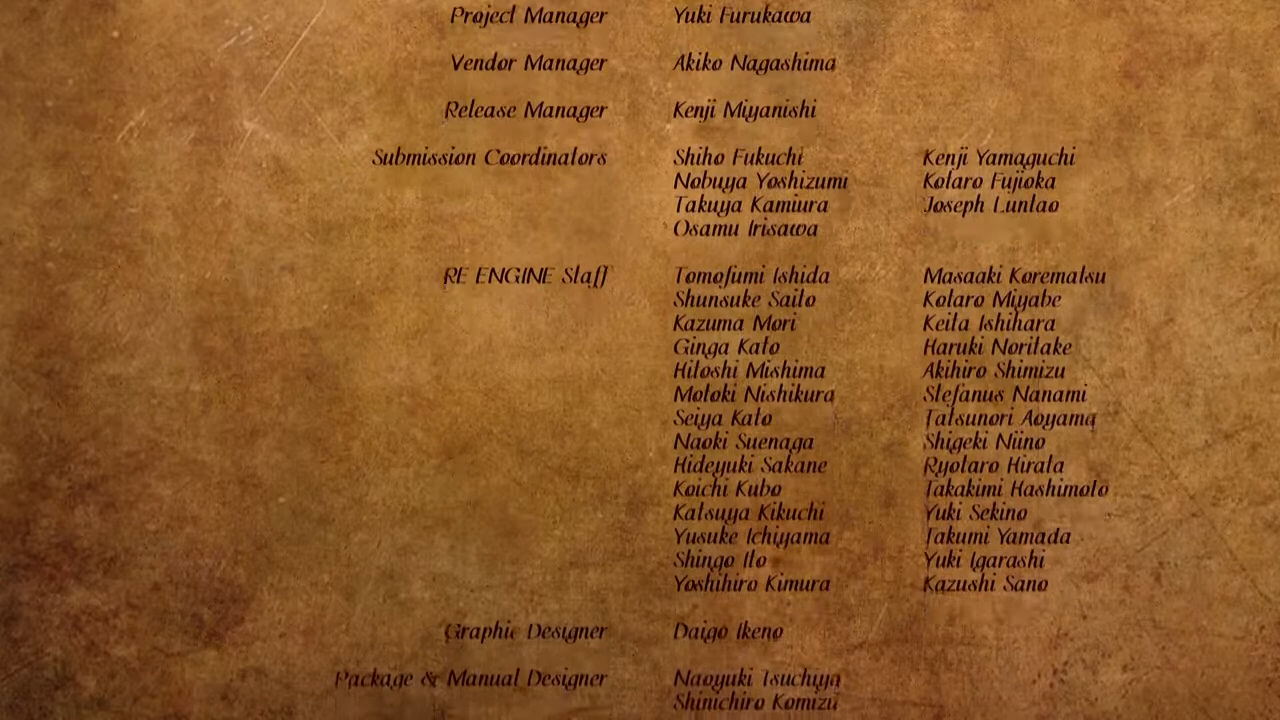 Project Manager Yuki Furukawa
Vendor Manager Akiko Nagashima
Release Manager Kenji Miyanishi
Submission Coordinators Shiho Fukuchi Kenji Yamaguchi
Nobuya Yoshizumi Kotaro Fujioka
Takuya Kamiura Joseph Luntao
Osamu Irisawa
RE ENGINE Staff Tomofumi Ishida Masaaki Korematsu
Shunsuke Saito Kotaro Miyabe
Kazuma Mori Keita Ishihara
Ginga Kato Haruki Noritake
Hitoshi Mishima Akihiro Shimizu
Motoki Nishikura Stefanus Nanami
Seiya Kato Tatsunori Aoyama
Naoki Suenaga Shigeki Niino
Hideyuki Sakane Ryotaro Hirata
Koichi Kubo Takakimi Hashimoto
Katsuya Kikuchi Yuki Sekino
Yusuke Ichiyama Takumi Yamada
Shingo Ito Yuki Igarashi
Yoshihiro Kimura Kazushi Sano
Graphic Designer Daigo Ikeno
Package & Manual Designer Naoyuki Tsuchiya
Shinichiro Komizu